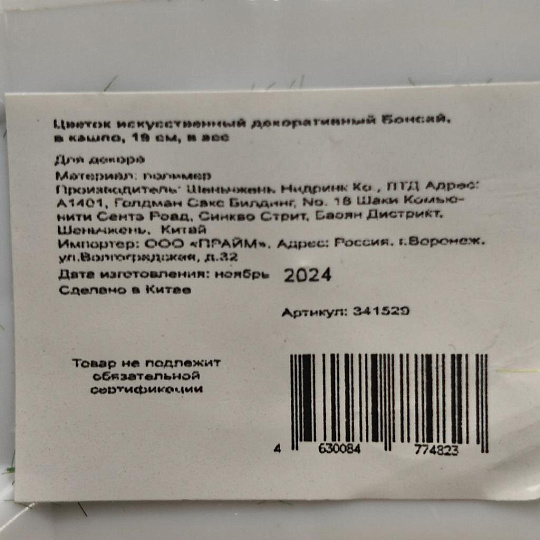 Цветок искусственный декоративный Бонсай,
в кашпо, 19 см, в асс
Для декора
Материал: полимер
Производитель: Шеньчжень Нидринк Ко., ЛТД Адрес:
А1401, Голдман Сакс Билдинг, No. 18 Шаки Комью-
нити Сентэ Роад, Синкво Стрит, Баоян Дистрикт,
Шеньчжень, Китай
Импортер: ООО «ПРАЙМ», Адрес: Россия, г.Воронеж,
ул.Волгоградская, д.32
Дата изготовления: ноябрь 2024
Сделано в Китае
Артикул: 341529
Товар не подлежит
обязательной
сертификации
4 630084 774823